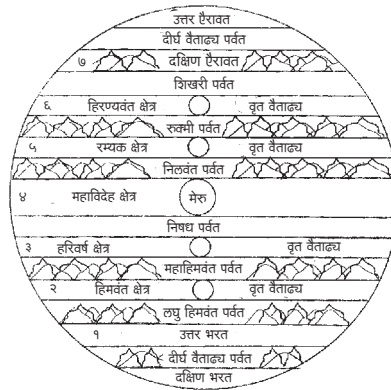 उत्तर ऐरावत
दीर्घ वैताढ्य पर्वत
७ दक्षिण ऐरावत
शिखरी पर्वत
६ हिरण्यवंत क्षेत्र वृत वैताढ्य
रुक्मी पर्वत
५ रम्यक क्षेत्र वृत वैताढ्य
निलवंत पर्वत
४ महाविदेह क्षेत्र मेरु
निषध पर्वत
३ हरिवर्ष क्षेत्र वृत वैताढ्य
महाहिमवंत पर्वत
२ हिमवंत क्षेत्र वृत वैताढ्य
लघु हिमवंत पर्वत
१ उत्तर भरत
दीर्घ वैताढ्य पर्वत
दक्षिण भरत